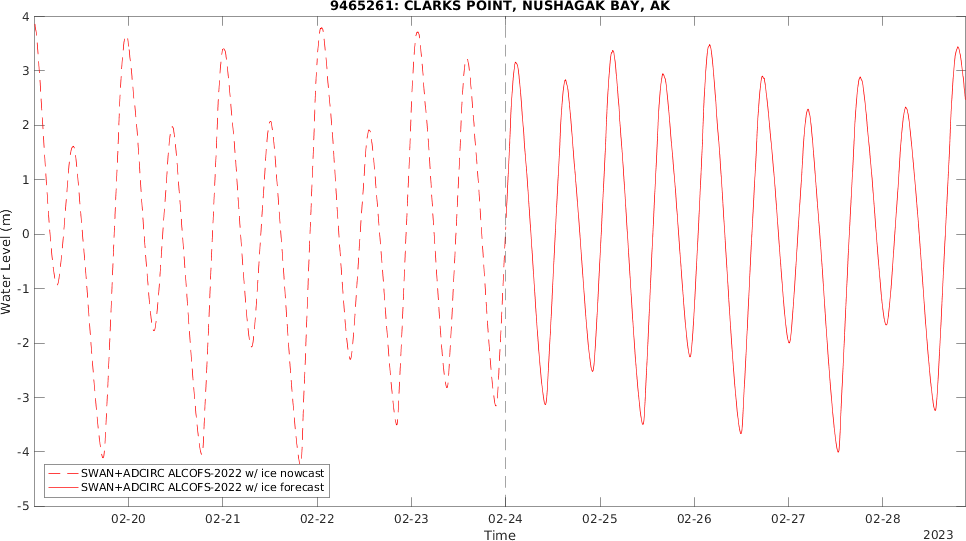 9465261: CLARKS POINT, NUSHAGAK BAY, AK
4
3
2
1
0
-1
-2
-3
-4
-5
Water Level (m)
SWAN+ADCIRC ALCOFS-2022 w/ ice nowcast
SWAN+ADCIRC ALCOFS-2022 w/ ice forecast
02-20 02-21 02-22 02-23 02-24 02-25 02-26 02-27 02-28
Time
2023